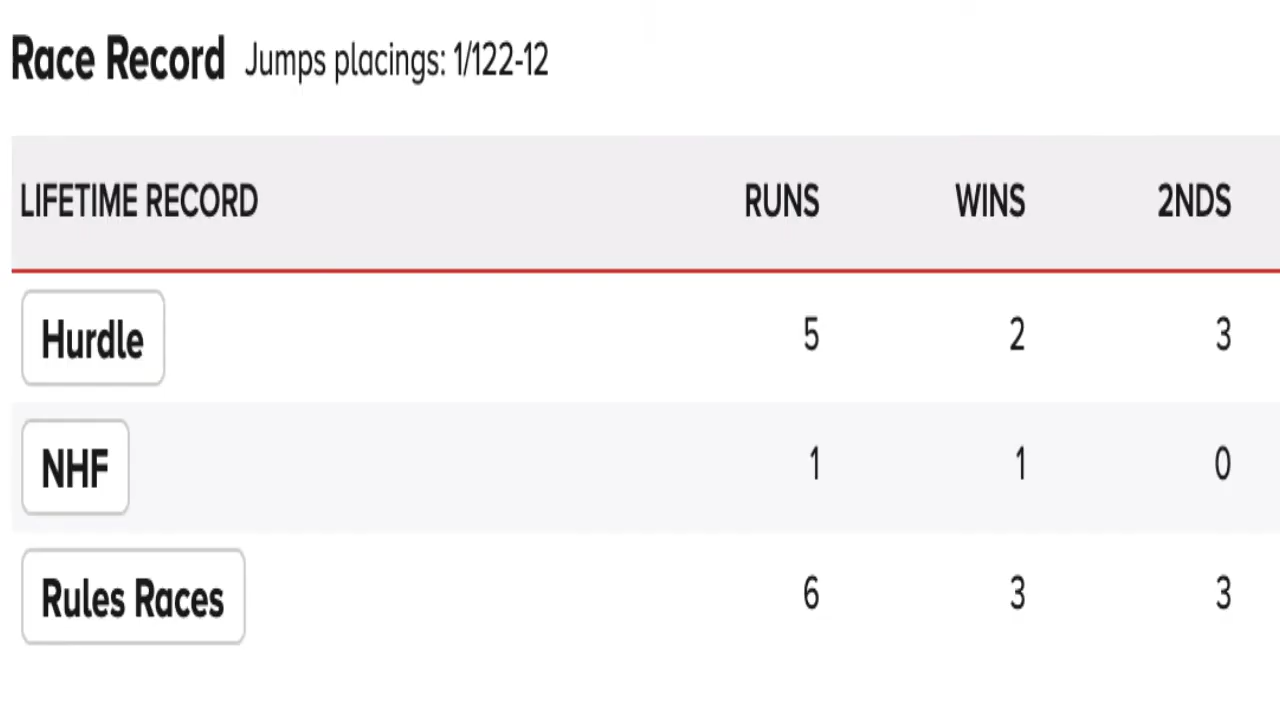 Race Record Jumps placings: 1/122-12
LIFETIME RECORD RUNS WINS 2NDS
Hurdle 5 2 3
NHF 1 1 0
Rules Races 6 3 3